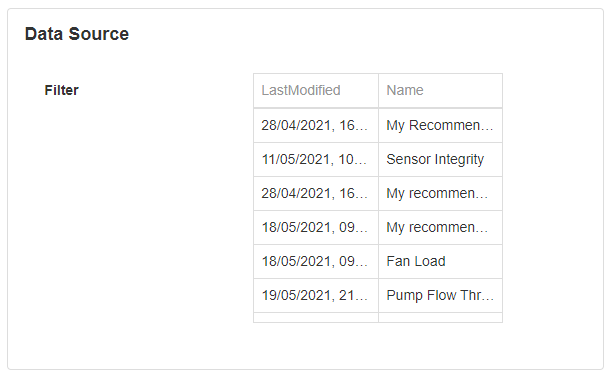 Data Source
Filter
LastModified Name
28/04/2021, 16... My Recommen...
11/05/2021, 10... Sensor Integrity
28/04/2021, 16... My recommen...
18/05/2021, 09... My recommen...
18/05/2021, 09... Fan Load
19/05/2021, 21... Pump Flow Thr...